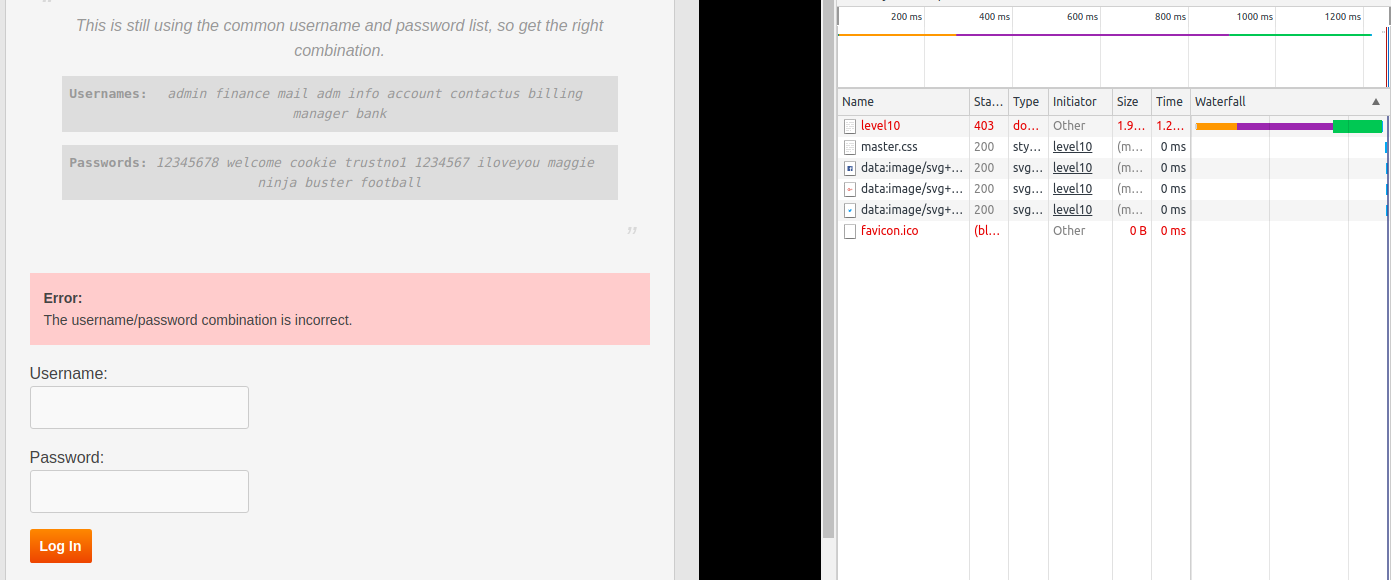 “
This is still using the common username and password list, so get the right
combination.
Usernames: admin finance mail adm info account contactus billing
manager bank
Passwords: 12345678 welcome cookie trustno1 1234567 iloveyou maggie
ninja buster football
”
Error:
The username/password combination is incorrect.
Username:
Password:
Log in
200 ms 400 ms 600 ms 800 ms 1000 ms 1200 ms
Name Sta… Type Initiator Size Time Waterfall ▲
level10 403 do… Other 1.9… 1.2…
master.css 200 sty… level10 (m… 0 ms
data:image/svg+… 200 svg… level10 (m… 0 ms
data:image/svg+… 200 svg… level10 (m… 0 ms
data:image/svg+… 200 svg… level10 (m… 0 ms
favicon.ico (bl… Other 0 B 0 ms